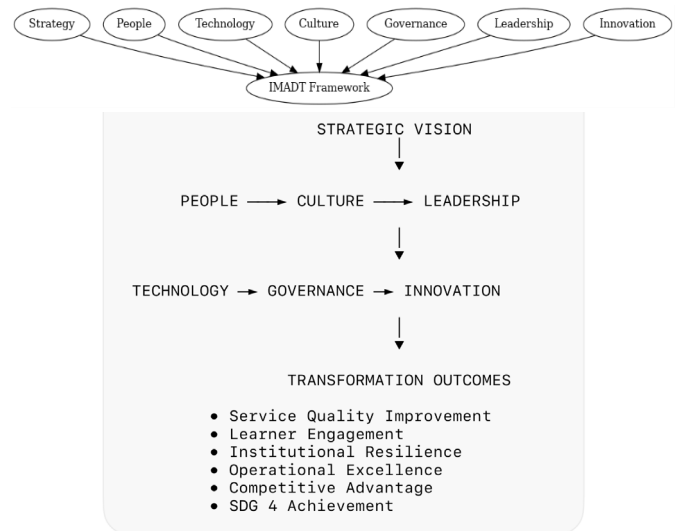 Strategy People Technology Culture Governance Leadership Innovation
IMADT Framework
STRATEGIC VISION
PEOPLE CULTURE LEADERSHIP
TECHNOLOGY GOVERNANCE INNOVATION
TRANSFORMATION OUTCOMES
• Service Quality Improvement
• Learner Engagement
• Institutional Resilience
• Operational Excellence
• Competitive Advantage
• SDG 4 Achievement